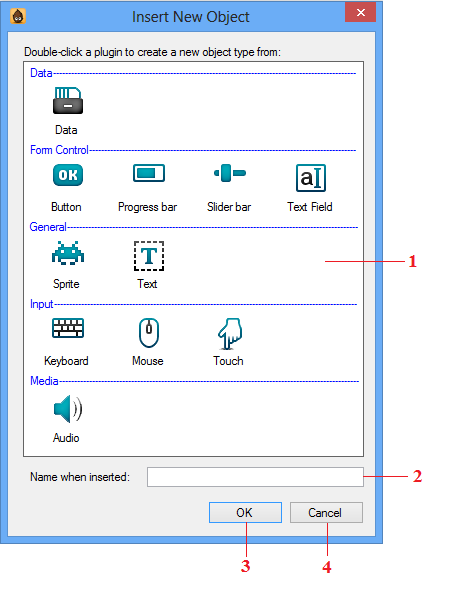 Insert New Object
Double-click a plugin to create a new object type from:
Data
Data
Form Control
OK
aI
Button Progress bar Slider bar Text Field
General
T
Sprite Text
1
Input
Keyboard Mouse Touch
Media
Audio
Name when inserted:
2
OK Cancel
3 4